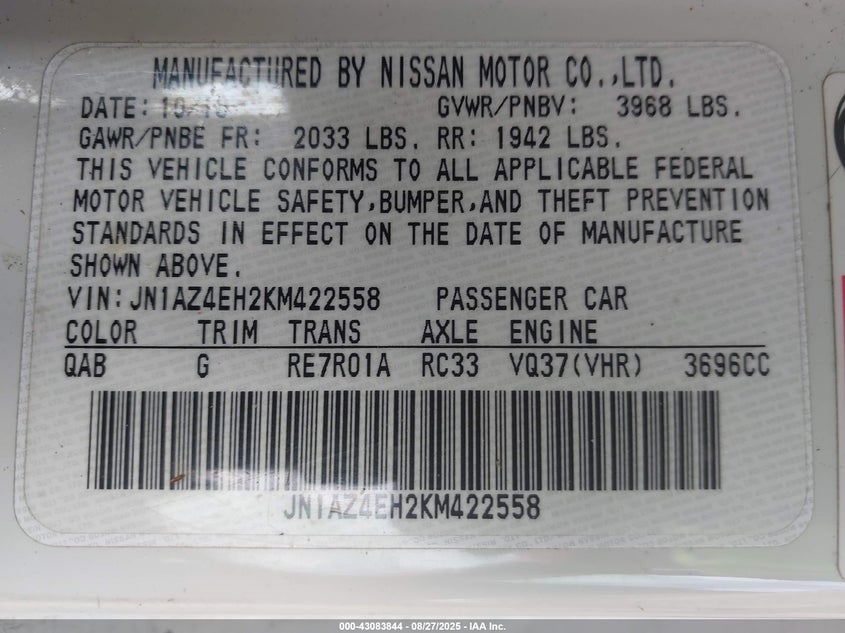 MANUFACTURED BY NISSAN MOTOR CO.,LTD.
DATE: 10/18 GVWR/PNBV: 3968 LBS.
GAWR/PNBE FR: 2033 LBS. RR: 1942 LBS.
THIS VEHICLE CONFORMS TO ALL APPLICABLE FEDERAL
MOTOR VEHICLE SAFETY,BUMPER,AND THEFT PREVENTION
STANDARDS IN EFFECT ON THE DATE OF MANUFACTURE
SHOWN ABOVE.
VIN:JN1AZ4EH2KM422558 PASSENGER CAR
COLOR TRIM TRANS AXLE ENGINE
QAB G RE7R01A RC33 VQ37(VHR) 3696CC
JN1AZ4EH2KM422558
000-43083844 | 08/27/2025 - IAA Inc.